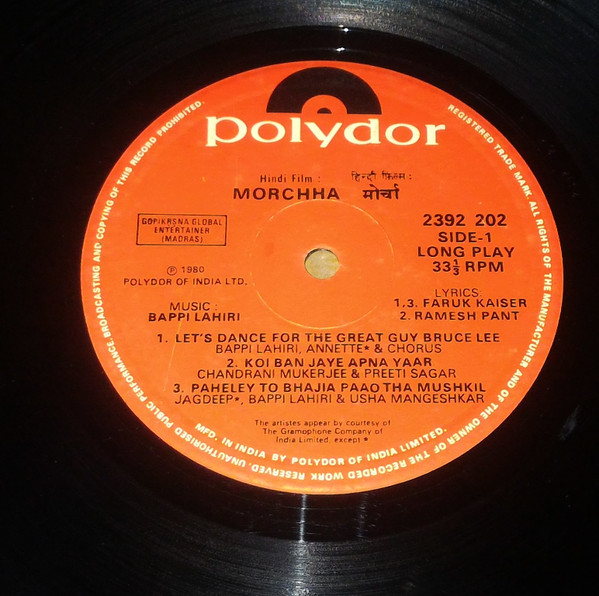 polydor
Hindi Film : हिन्दी फ़िल्म :
MORCHHA मोर्चा
GDP/KRSNA GLOBAL
ENTERTAINER
(MADRAS)
2392 202
SIDE-1
LONG PLAY
33⅓ RPM
℗ 1980
POLYDOR OF INDIA LTD.
MUSIC :
BAPPI LAHIRI
LYRICS:
1.3. FARUK KAISER
2. RAMESH PANT
1. LET'S DANCE FOR THE GREAT GUY BRUCE LEE
BAPPI LAHIRI, ANNETTE* & CHORUS
2. KOI BAN JAYE APNA YAAR
CHANDRANI MUKERJEE & PREETI SAGAR
3. PAHELEY TO BHAJIA PAAO THA MUSHKIL
JAGDEEP*, BAPPI LAHIRI & USHA MANGESHKAR
The artistes appear by courtesy of
The Gramophone Company of
India Limited, except *
MFD. IN INDIA BY POLYDOR OF INDIA LIMITED.
REGISTERED TRADE MARK. ALL RIGHTS OF THE MANUFACTURER AND OF THE OWNER OF THE RECORDED WORK RESERVED. UNAUTHORISED PUBLIC PERFORMANCE, BROADCASTING AND COPYING OF THIS RECORD PROHIBITED.